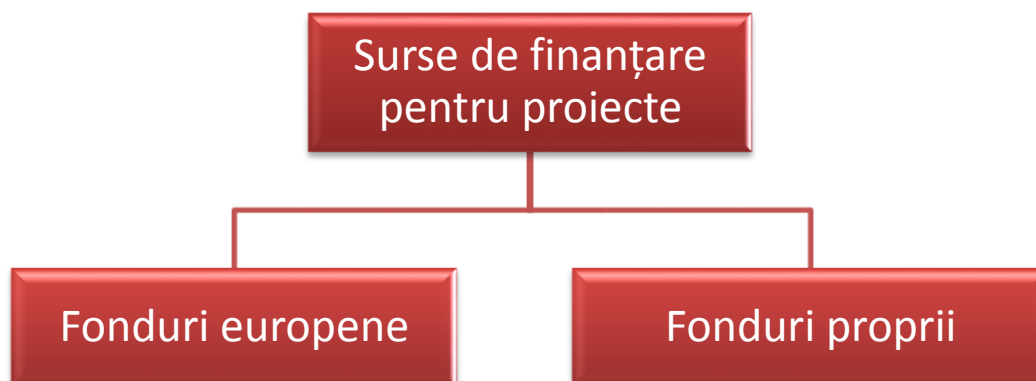 Surse de finanțare
pentru proiecte
Fonduri europene
Fonduri proprii